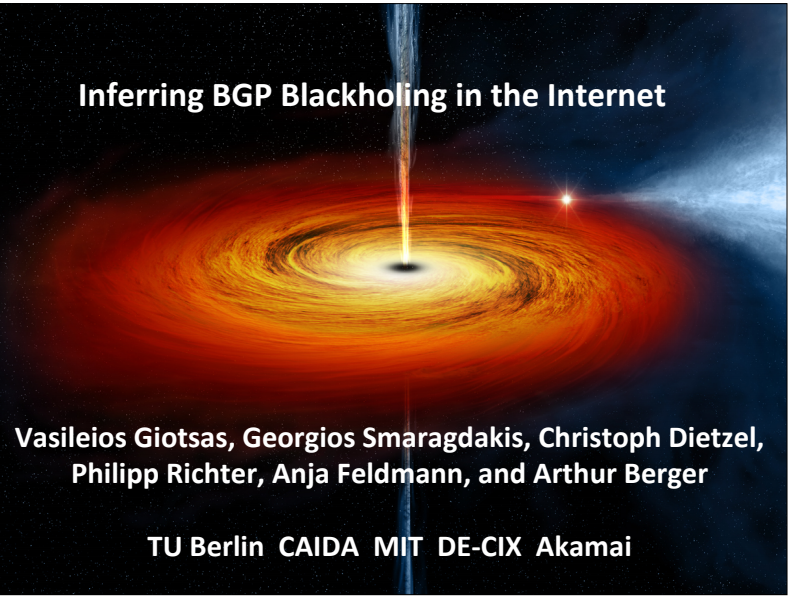 Inferring BGP Blackholing in the Internet
Vasileios Giotsas, Georgios Smaragdakis, Christoph Dietzel,
Philipp Richter, Anja Feldmann, and Arthur Berger
TU Berlin CAIDA MIT DE-CIX Akamai